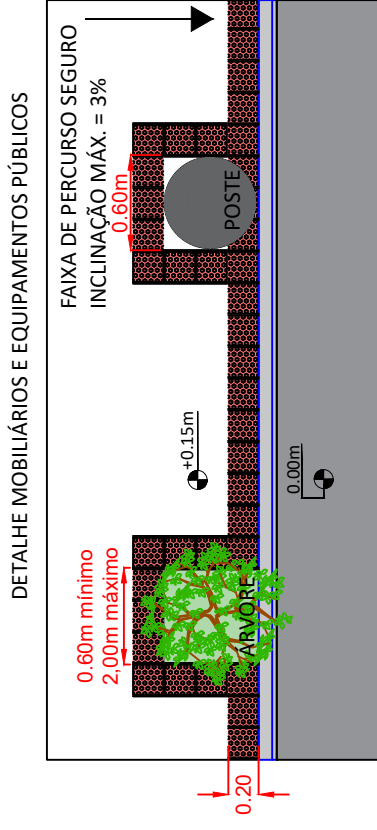 DETALHE MOBILIÁRIOS E EQUIPAMENTOS PÚBLICOS
FAIXA DE PERCURSO SEGURO
INCLINAÇÃO MÁX. = 3%
0.60m
POSTE
+0.15m
0.00m
0.60m mínimo
2,00m máximo
ÁRVORE
0.20